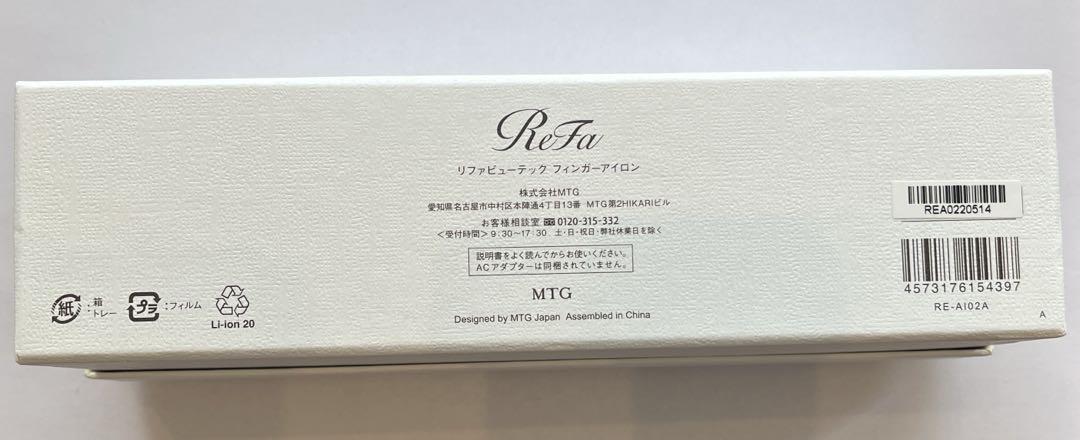 ReFa
リファビューテック フィンガーアイロン
株式会社MTG
愛知県名古屋市中村区本陣通4丁目13番 MTG第2HIKARIビル
お客様相談室 0120-315-332
＜受付時間＞9:30〜17:30 土・日・祝日・弊社休業日を除く
説明書をよく読んでからお使いください。
ACアダプターは同梱されていません。
MTG
Designed by MTG Japan Assembled in China
紙 :箱
トレー
プラ :フィルム
Li-ion 20
REA0220514
4573176154397
RE-AI02A
A